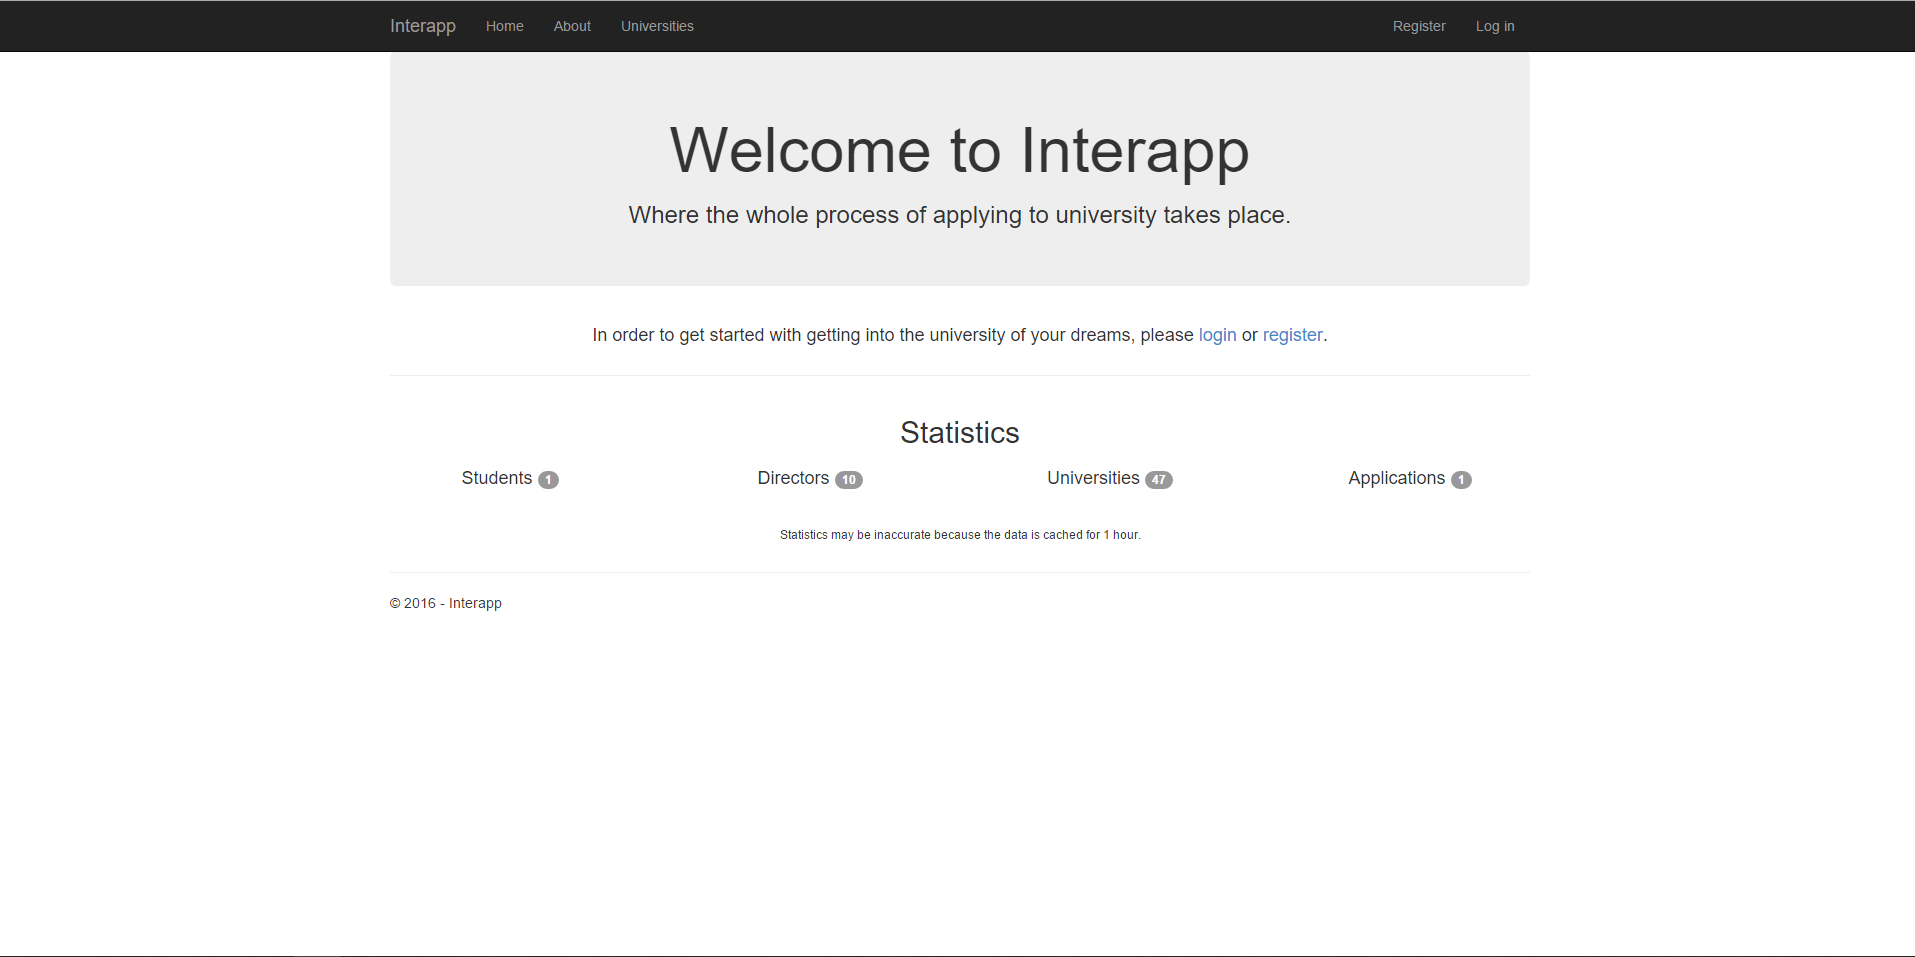 Interapp Home About Universities Register Log in
Welcome to Interapp
Where the whole process of applying to university takes place.
In order to get started with getting into the university of your dreams, please login or register.
Statistics
Students 1 Directors 10 Universities 47 Applications 1
Statistics may be inaccurate because the data is cached for 1 hour.
© 2016 - Interapp